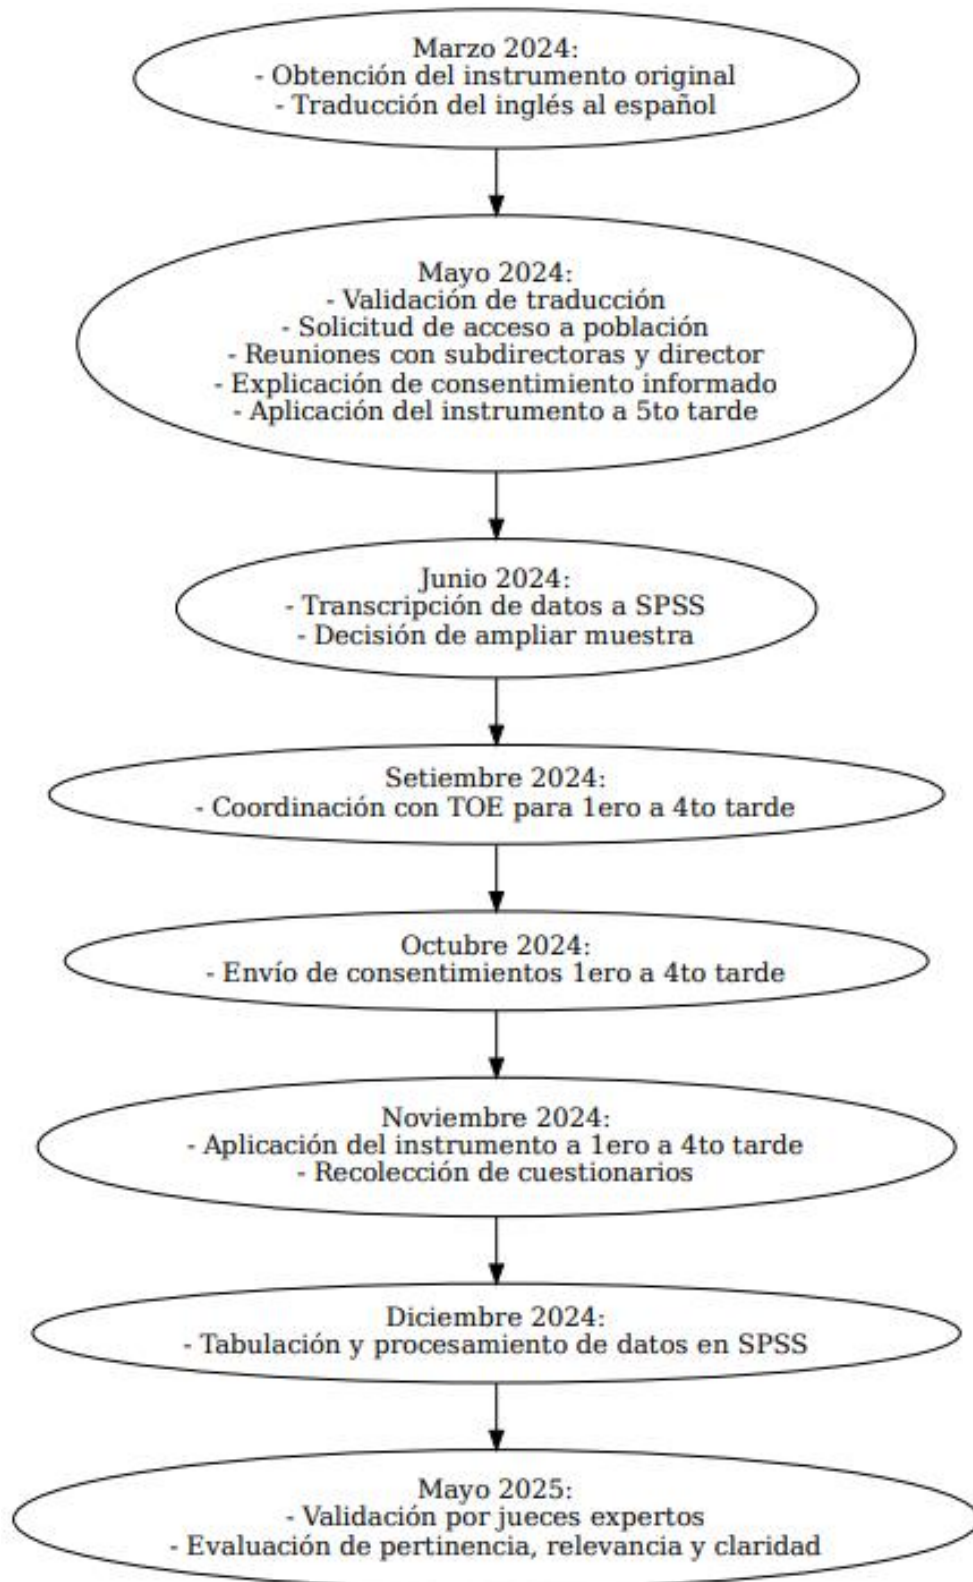 Marzo 2024:
- Obtención del instrumento original
- Traducción del inglés al español
Mayo 2024:
- Validación de traducción
- Solicitud de acceso a población
- Reuniones con subdirectoras y director
- Explicación de consentimiento informado
- Aplicación del instrumento a 5to tarde
Junio 2024:
- Transcripción de datos a SPSS
- Decisión de ampliar muestra
Setiembre 2024:
- Coordinación con TOE para 1ero a 4to tarde
Octubre 2024:
- Envío de consentimientos 1ero a 4to tarde
Noviembre 2024:
- Aplicación del instrumento a 1ero a 4to tarde
- Recolección de cuestionarios
Diciembre 2024:
- Tabulación y procesamiento de datos en SPSS
Mayo 2025:
- Validación por jueces expertos
- Evaluación de pertinencia, relevancia y claridad